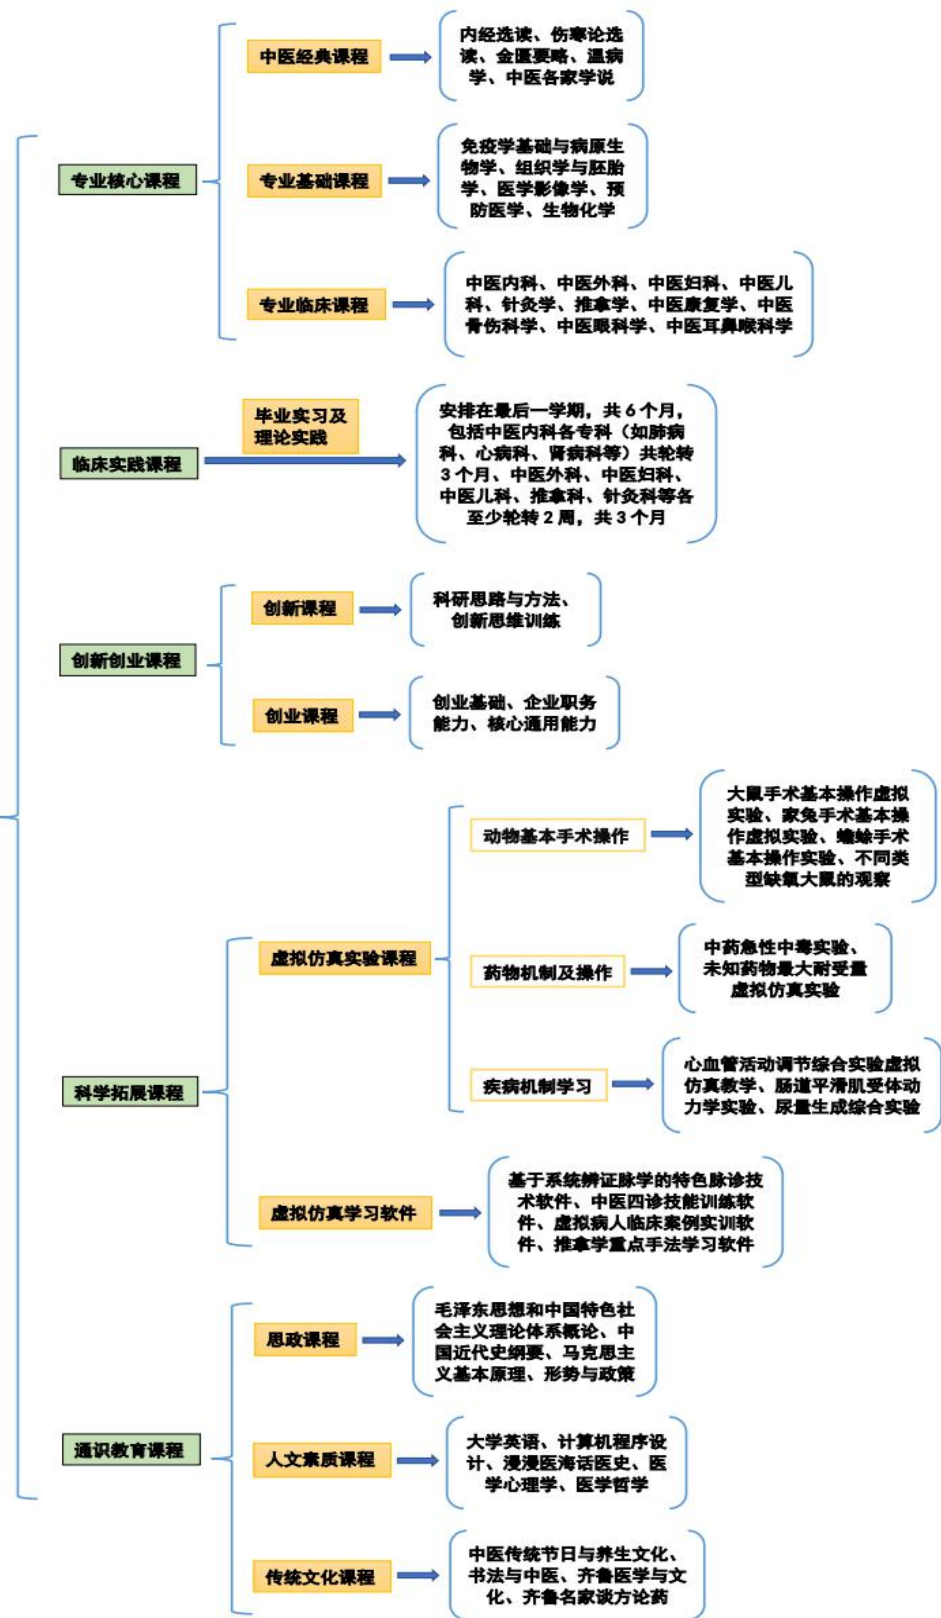 专业核心课程
中医经典课程
内经选读、伤寒论选
读、金匮要略、温病
学、中医各家学说
专业基础课程
免疫学基础与病原生
物学、组织学与胚胎
学、医学影像学、预
防医学、生物化学
专业临床课程
中医内科、中医外科、中医妇科、中医儿
科、针灸学、推拿学、中医康复学、中医
骨伤科学、中医眼科学、中医耳鼻喉科学
临床实践课程
毕业实习及
理论实践
安排在最后一学期，共 6 个月，
包括中医内科各专科（如肺病
科、心病科、肾病科等）共轮转
3 个月、中医外科、中医妇科、
中医儿科、推拿科、针灸科等各
至少轮转 2 周，共 3 个月
创新创业课程
创新课程
科研思路与方法、
创新思维训练
创业课程
创业基础、企业职务
能力、核心通用能力
科学拓展课程
虚拟仿真实验课程
动物基本手术操作
大鼠手术基本操作虚拟
实验、家兔手术基本操
作虚拟实验、蟾蜍手术
基本操作实验、不同类
型缺氧大鼠的观察
药物机制及操作
中药急性中毒实验、
未知药物最大耐受量
虚拟仿真实验
疾病机制学习
心血管活动调节综合实验虚拟
仿真教学、肠道平滑肌受体动
力学实验、尿量生成综合实验
虚拟仿真学习软件
基于系统辨证脉学的特色脉诊技
术软件、中医四诊技能训练软
件、虚拟病人临床案例实训软
件、推拿学重点手法学习软件
通识教育课程
思政课程
毛泽东思想和中国特色社
会主义理论体系概论、中
国近代史纲要、马克思主
义基本原理、形势与政策
人文素质课程
大学英语、计算机程序设
计、漫漫医海话医史、医
学心理学、医学哲学
传统文化课程
中医传统节日与养生文化、
书法与中医、齐鲁医学与文
化、齐鲁名家谈方论药